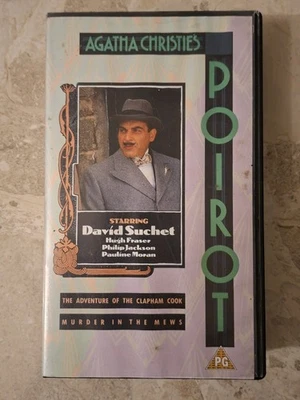 AGATHA CHRISTIE'S
POIROT
STARRING
David Suchet
Hugh Fraser
Philip Jackson
Pauline Moran
THE ADVENTURE OF THE CLAPHAM COOK
MURDER IN THE MEWS
PG